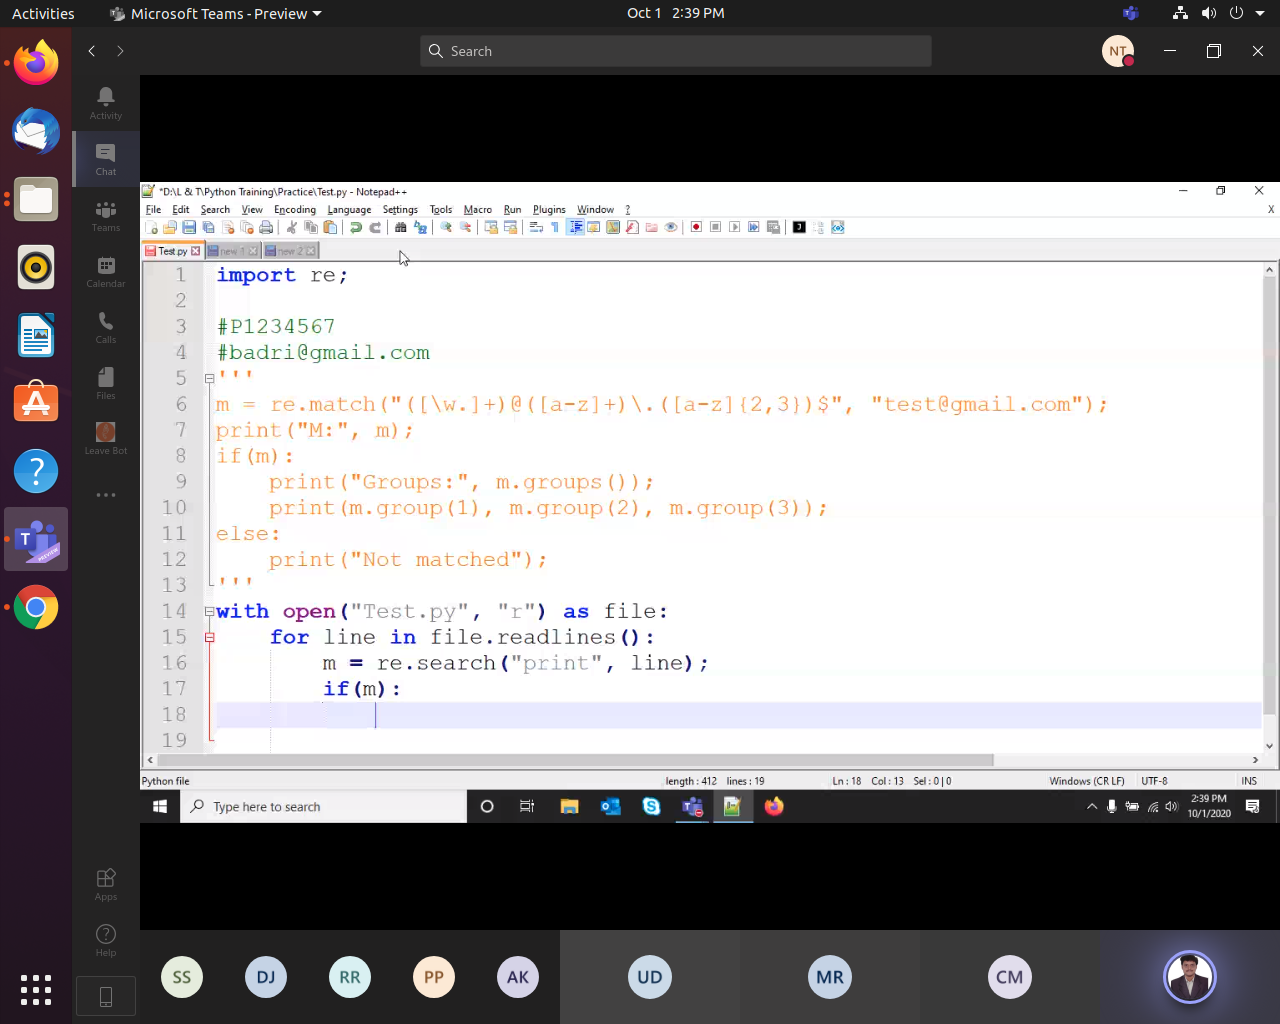 Activities
Microsoft Teams - Preview
Oct 1 2:39 PM
Search
NT
Activity
Chat
Teams
Calendar
Calls
Files
Leave Bot
Apps
Help
*D:\L & T\Python Training\Practice\Test.py - Notepad++
File Edit Search View Encoding Language Settings Tools Macro Run Plugins Window ? X
Test.py new 1 new 2
1 import re;
2
3 #P1234567
4 #badri@gmail.com
5 '''
6 m = re.match("([\w.]+)@([a-z]+)\.([a-z]{2,3})$", "test@gmail.com");
7 print("M:", m);
8 if(m):
9 print("Groups:", m.groups());
10 print(m.group(1), m.group(2), m.group(3));
11 else:
12 print("Not matched");
13 '''
14 with open("Test.py", "r") as file:
15 for line in file.readlines():
16 m = re.search("print", line);
17 if(m):
18
19
Python file length : 412 lines : 19 Ln : 18 Col : 13 Sel : 0 | 0 Windows (CR LF) UTF-8 INS
Type here to search
2:39 PM
10/1/2020
SS DJ RR PP AK UD MR CM
T
PREVIEW